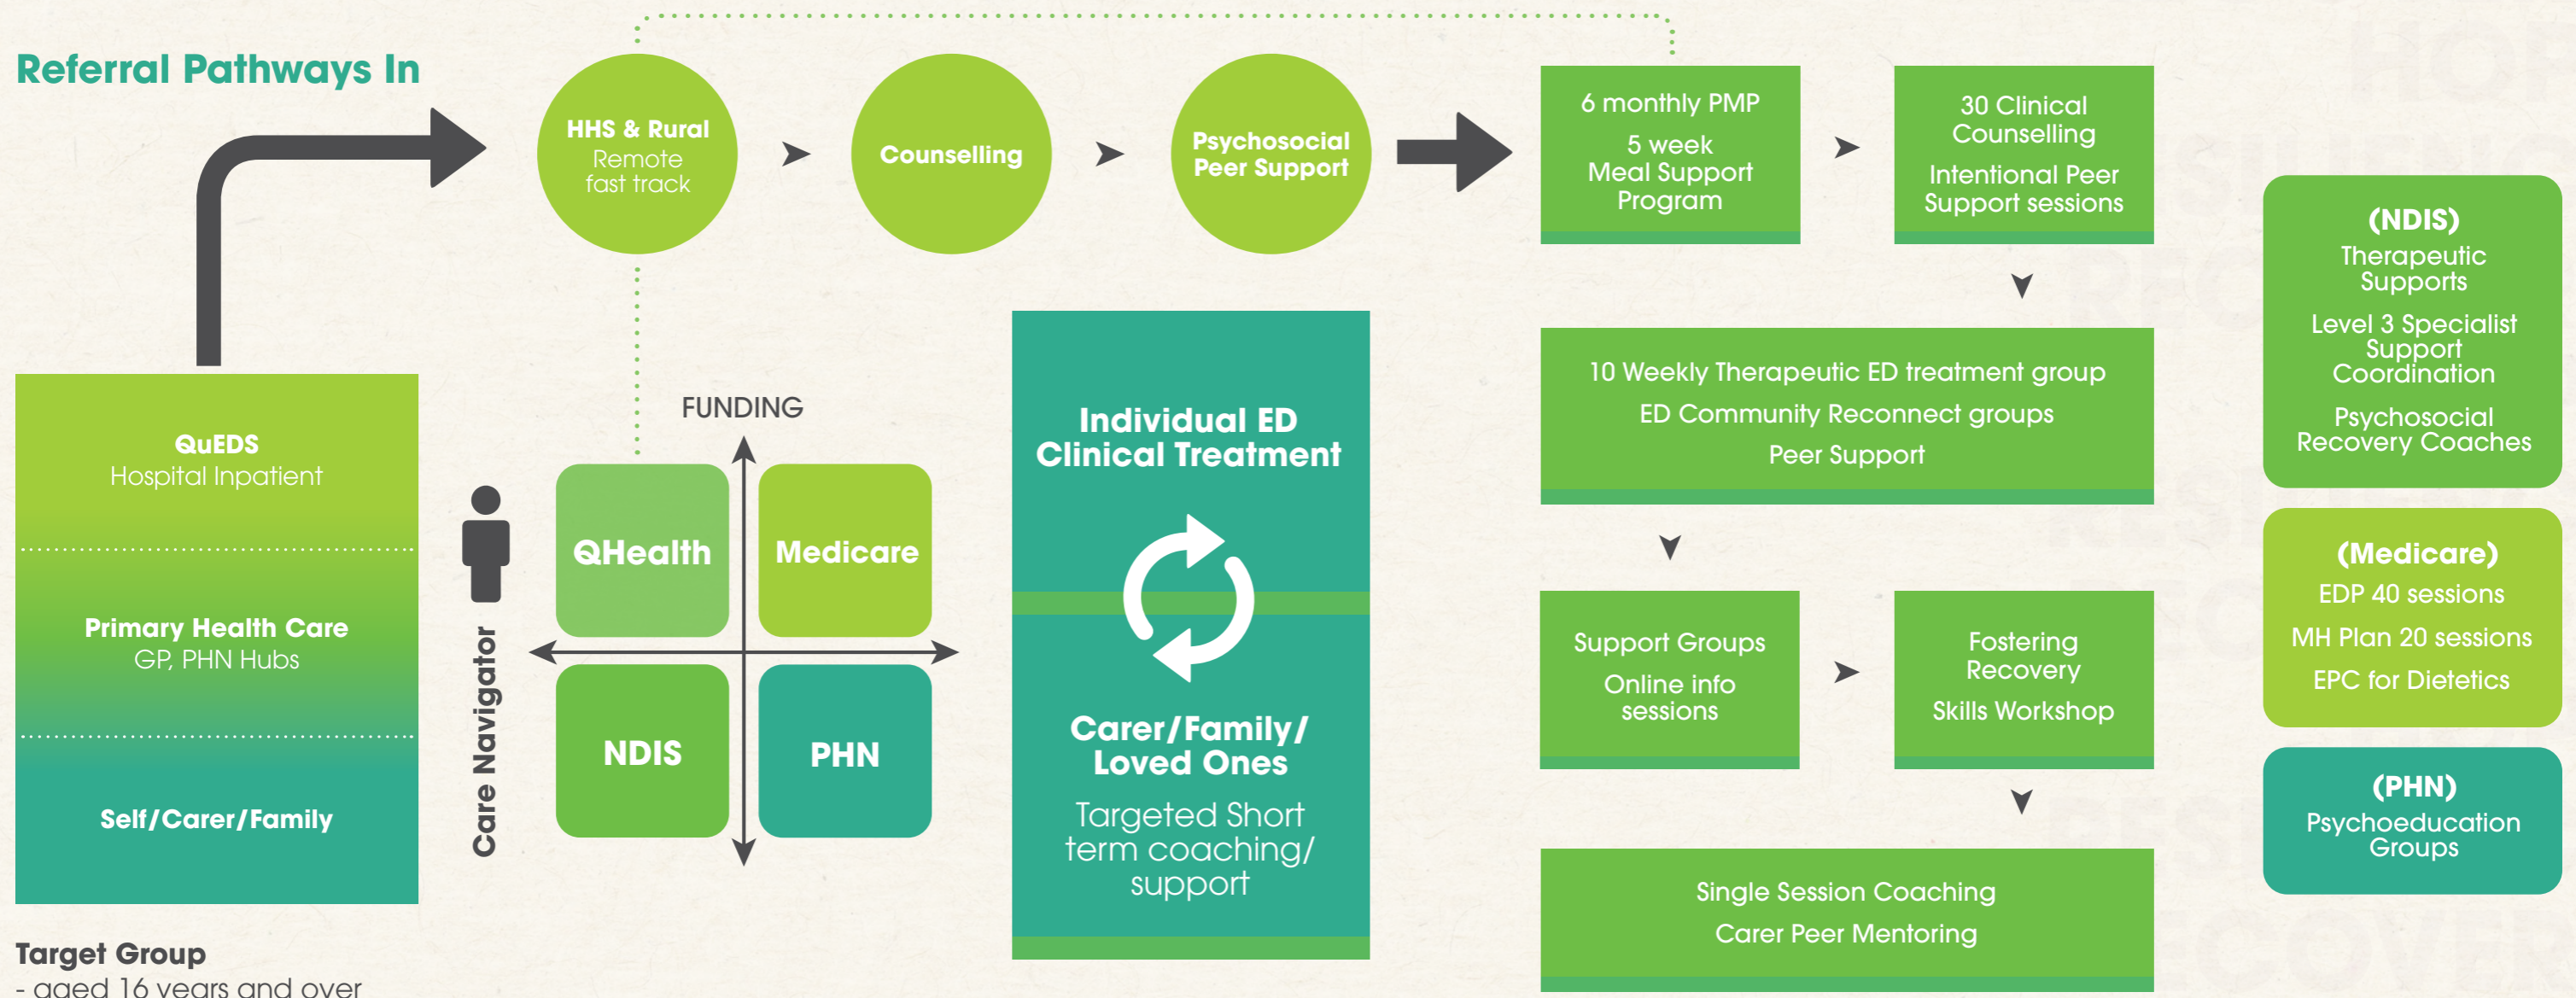 Referral Pathways In
HHS & Rural
Remote
fast track
Counselling
Psychosocial
Peer Support
6 monthly PMP
5 week
Meal Support
Program
30 Clinical
Counselling
Intentional Peer
Support sessions
QuEDS
Hospital Inpatient
Primary Health Care
GP, PHN Hubs
Self/Carer/Family
Care Navigator
FUNDING
QHealth
Medicare
NDIS
PHN
Individual ED
Clinical Treatment
Carer/Family/
Loved Ones
Targeted Short
term coaching/
support
10 Weekly Therapeutic ED treatment group
ED Community Reconnect groups
Peer Support
Support Groups
Online info
sessions
Fostering
Recovery
Skills Workshop
Single Session Coaching
Carer Peer Mentoring
(NDIS)
Therapeutic
Supports
Level 3 Specialist
Support
Coordination
Psychosocial
Recovery Coaches
(Medicare)
EDP 40 sessions
MH Plan 20 sessions
EPC for Dietetics
(PHN)
Psychoeducation
Groups
Target Group
- aged 16 years and over